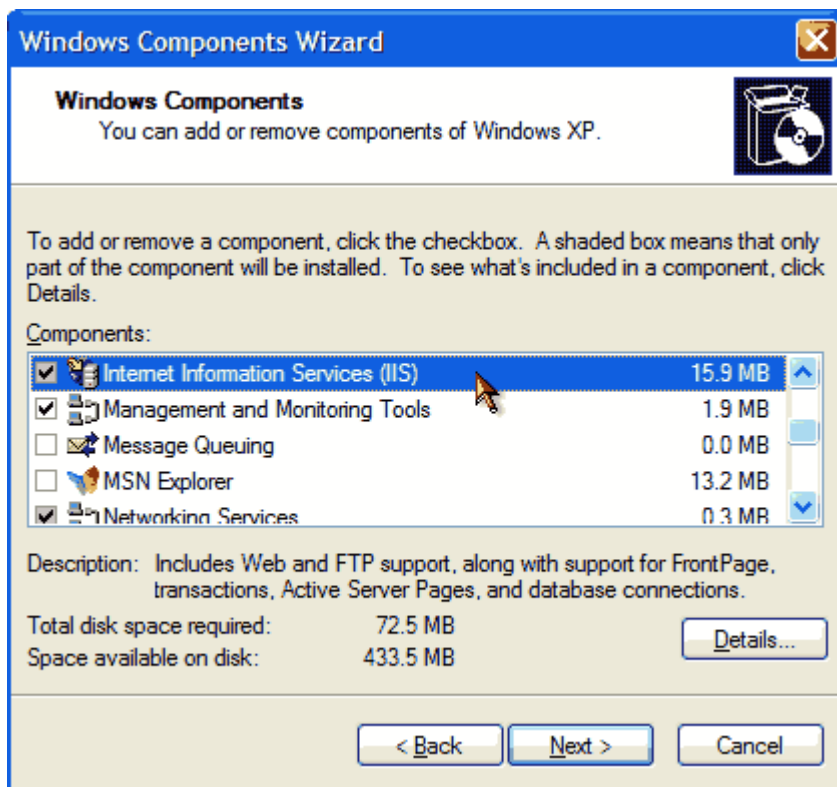 Windows Components Wizard
Windows Components
You can add or remove components of Windows XP.
To add or remove a component, click the checkbox. A shaded box means that only
part of the component will be installed. To see what's included in a component, click
Details.
Components:
Internet Information Services (IIS) 15.9 MB
Management and Monitoring Tools 1.9 MB
Message Queuing 0.0 MB
MSN Explorer 13.2 MB
Networking Services 0.3 MB
Description: Includes Web and FTP support, along with support for FrontPage,
transactions, Active Server Pages, and database connections.
Total disk space required: 72.5 MB
Space available on disk: 433.5 MB
Details...
< Back Next > Cancel